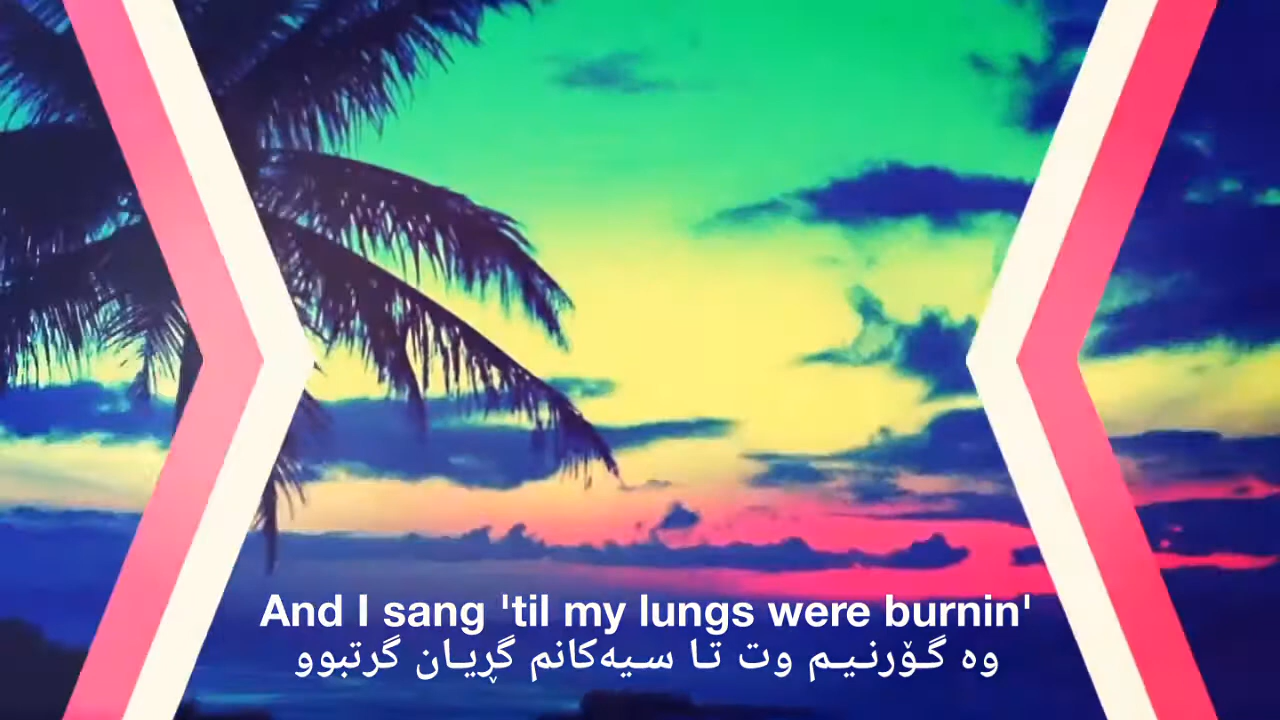 And I sang 'til my lungs were burnin'
وە گۆرنیم وت تا سیەکانم گڕیان گرتبوو